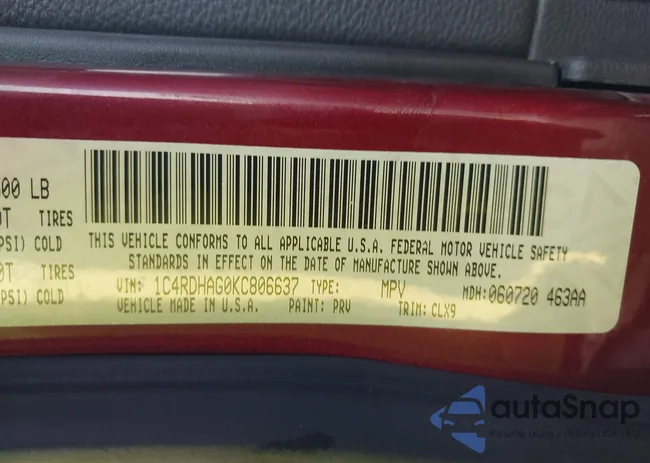 00 LB
0T TIRES
PSI) COLD
0T TIRES
PSI) COLD
THIS VEHICLE CONFORMS TO ALL APPLICABLE U.S.A. FEDERAL MOTOR VEHICLE SAFETY
STANDARDS IN EFFECT ON THE DATE OF MANUFACTURE SHOWN ABOVE.
VIN: 1C4RDHAG0KC806637 TYPE: MPV MDH:060720 463AA
VEHICLE MADE IN U.S.A. PAINT: PRV TRIM: CLX9
autoSnap